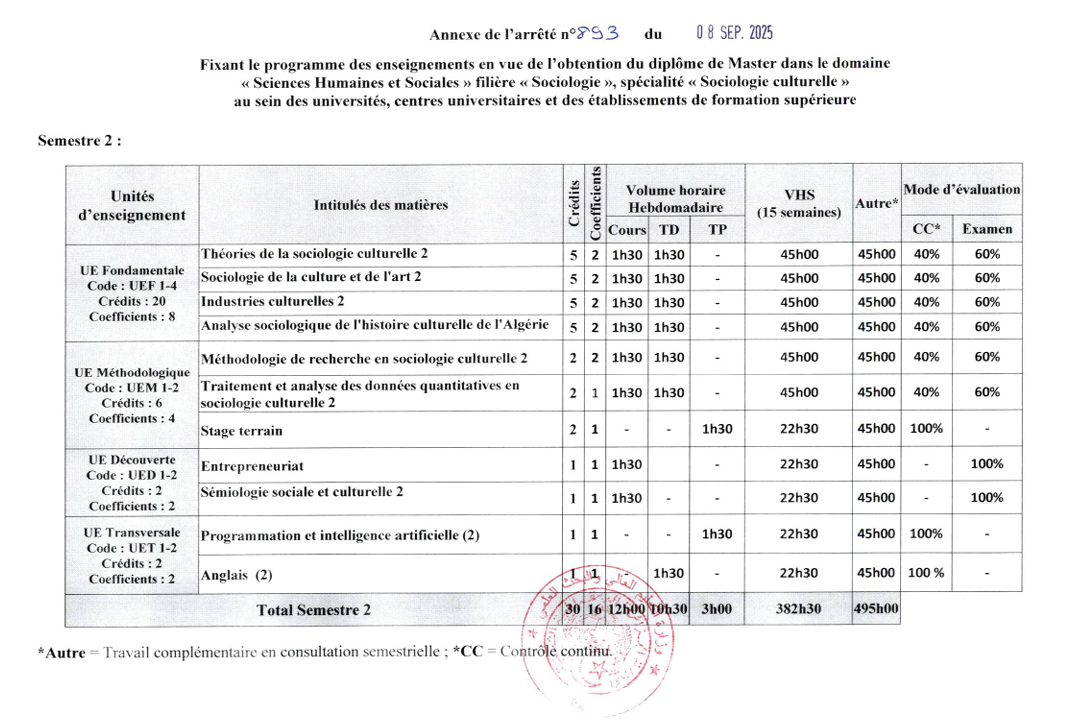 Annexe de l'arrêté n°893 du 08 SEP. 2025
Fixant le programme des enseignements en vue de l'obtention du diplôme de Master dans le domaine
« Sciences Humaines et Sociales » filière « Sociologie », spécialité « Sociologie culturelle »
au sein des universités, centres universitaires et des établissements de formation supérieure
Semestre 2 :
Unités d'enseignement | Intitulés des matières | Crédits | Coefficients | Volume horaire Hebdomadaire | VHS (15 semaines) | Autre* | Mode d'évaluation
Cours | TD | TP | CC* | Examen
UE Fondamentale
Code : UEF 1-4
Crédits : 20
Coefficients : 8
Théories de la sociologie culturelle 2 | 5 | 2 | 1h30 | 1h30 | - | 45h00 | 45h00 | 40% | 60%
Sociologie de la culture et de l'art 2 | 5 | 2 | 1h30 | 1h30 | - | 45h00 | 45h00 | 40% | 60%
Industries culturelles 2 | 5 | 2 | 1h30 | 1h30 | - | 45h00 | 45h00 | 40% | 60%
Analyse sociologique de l'histoire culturelle de l'Algérie | 5 | 2 | 1h30 | 1h30 | - | 45h00 | 45h00 | 40% | 60%
UE Méthodologique
Code : UEM 1-2
Crédits : 6
Coefficients : 4
Méthodologie de recherche en sociologie culturelle 2 | 2 | 2 | 1h30 | 1h30 | - | 45h00 | 45h00 | 40% | 60%
Traitement et analyse des données quantitatives en
sociologie culturelle 2 | 2 | 1 | 1h30 | 1h30 | - | 45h00 | 45h00 | 40% | 60%
Stage terrain | 2 | 1 | - | - | 1h30 | 22h30 | 45h00 | 100% | -
UE Découverte
Code : UED 1-2
Crédits : 2
Coefficients : 2
Entrepreneuriat | 1 | 1 | 1h30 | | - | 22h30 | 45h00 | - | 100%
Sémiologie sociale et culturelle 2 | 1 | 1 | 1h30 | - | - | 22h30 | 45h00 | - | 100%
UE Transversale
Code : UET 1-2
Crédits : 2
Coefficients : 2
Programmation et intelligence artificielle (2) | 1 | 1 | - | - | 1h30 | 22h30 | 45h00 | 100% | -
Anglais (2) | 1 | 1 | - | 1h30 | - | 22h30 | 45h00 | 100 % | -
Total Semestre 2 | 30 | 16 | 12h00 | 10h30 | 3h00 | 382h30 | 495h00
*Autre = Travail complémentaire en consultation semestrielle ; *CC = Contrôle continu.